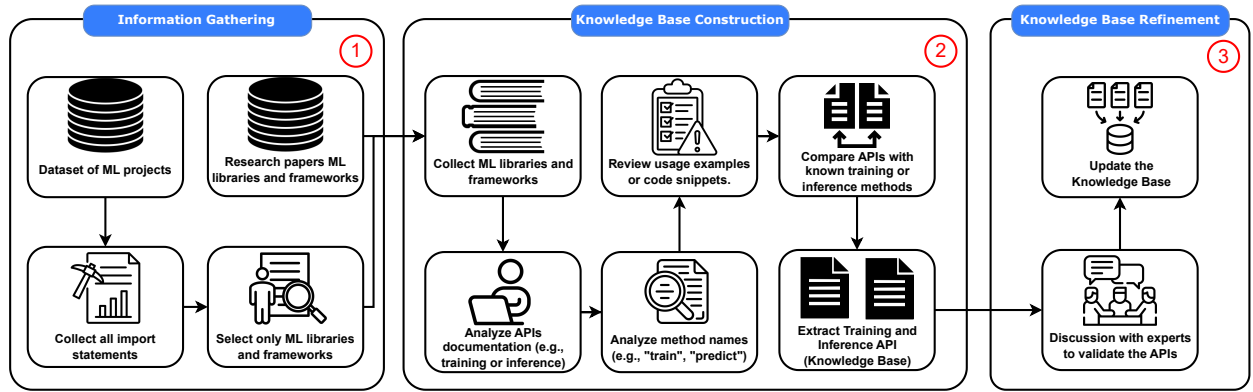 Information Gathering
1
Dataset of ML projects
Research papers ML
libraries and frameworks
Collect all import
statements
Select only ML libraries
and frameworks
Knowledge Base Construction
2
Collect ML libraries and
frameworks
Review usage examples
or code snippets.
Compare APIs with
known training or
inference methods
Analyze APIs
documentation (e.g.,
training or inference)
Analyze method names
(e.g., "train", "predict")
Extract Training and
Inference API
(Knowledge Base)
Knowledge Base Refinement
3
Update the
Knowledge Base
Discussion with experts
to validate the APIs